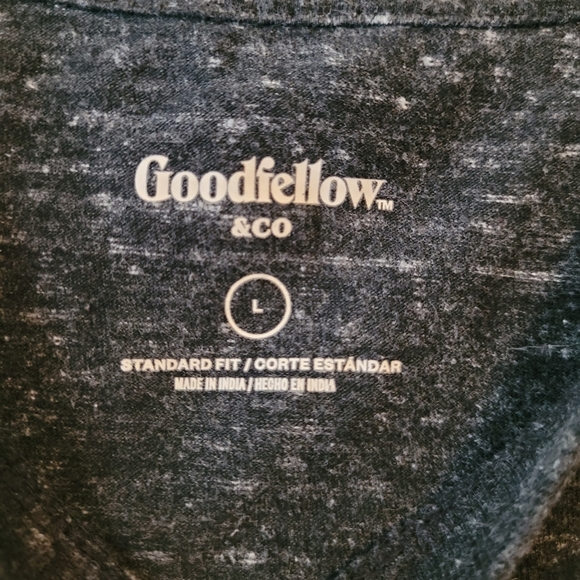 Goodfellow™
&CO
L
STANDARD FIT / CORTE ESTÁNDAR
MADE IN INDIA / HECHO EN INDIA